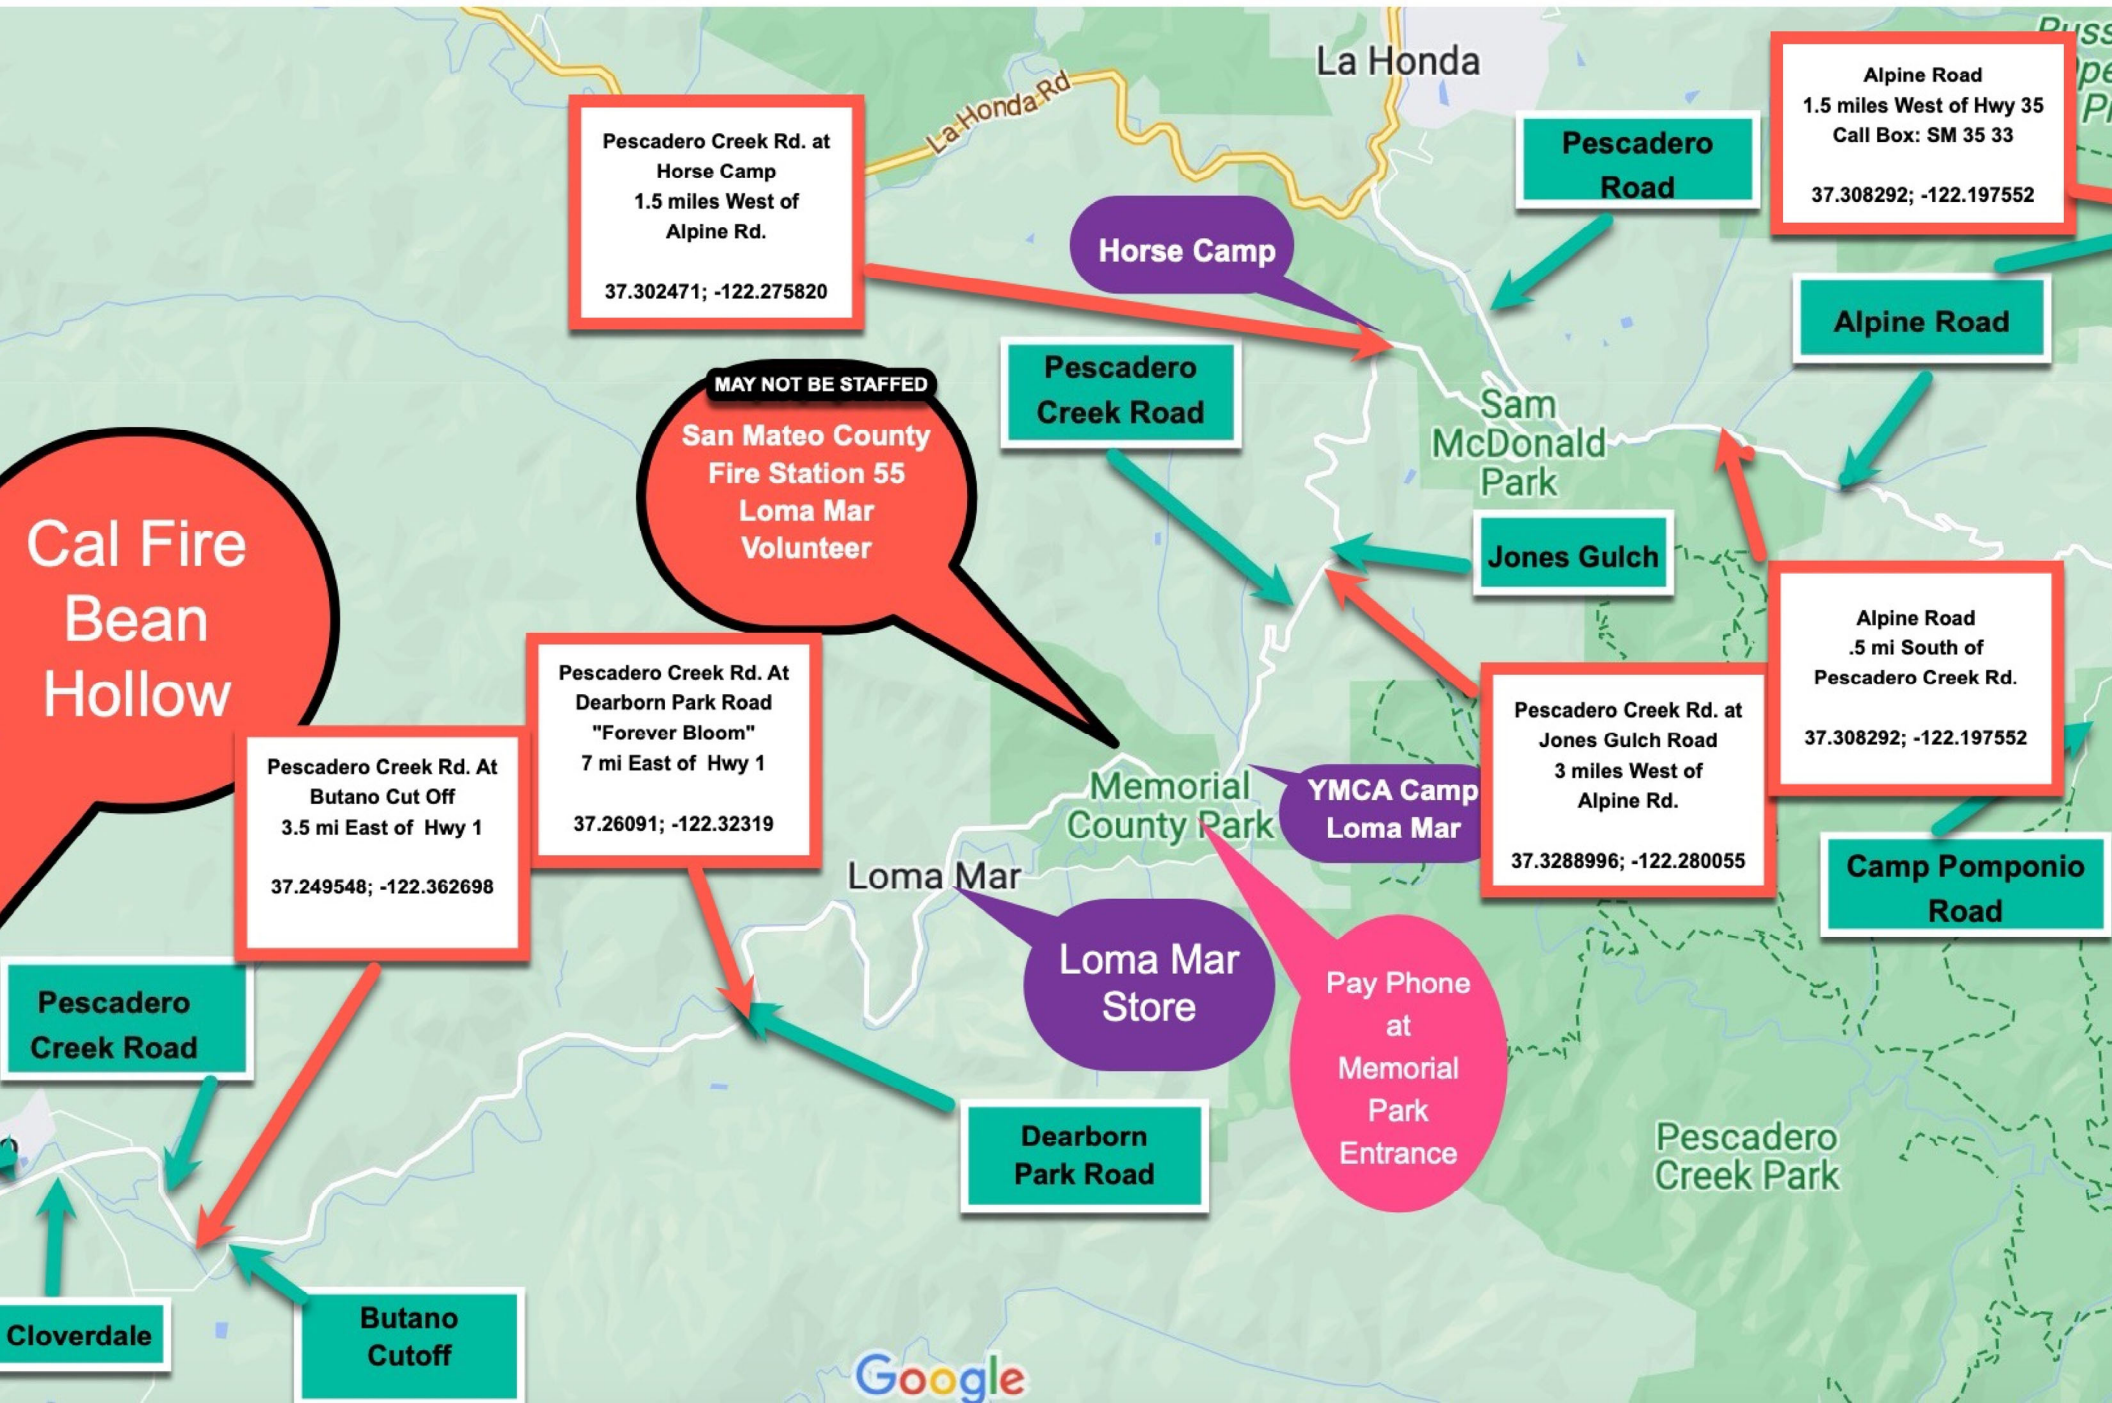 La Honda
La Honda Rd
Alpine Road
1.5 miles West of Hwy 35
Call Box: SM 35 33
37.308292; -122.197552
Pescadero Creek Rd. at
Horse Camp
1.5 miles West of
Alpine Rd.
37.302471; -122.275820
Pescadero
Road
Horse Camp
Alpine Road
Pescadero
Creek Road
MAY NOT BE STAFFED
San Mateo County
Fire Station 55
Loma Mar
Volunteer
Sam
McDonald
Park
Cal Fire
Bean
Hollow
Jones Gulch
Alpine Road
.5 mi South of
Pescadero Creek Rd.
37.308292; -122.197552
Pescadero Creek Rd. At
Dearborn Park Road
"Forever Bloom"
7 mi East of Hwy 1
37.26091; -122.32319
Pescadero Creek Rd. at
Jones Gulch Road
3 miles West of
Alpine Rd.
37.3288996; -122.280055
Pescadero Creek Rd. At
Butano Cut Off
3.5 mi East of Hwy 1
37.249548; -122.362698
Memorial
County Park
YMCA Camp
Loma Mar
Loma Mar
Camp Pomponio
Road
Loma Mar
Store
Pay Phone
at
Memorial
Park
Entrance
Pescadero
Creek Road
Dearborn
Park Road
Pescadero
Creek Park
Cloverdale
Butano
Cutoff
Google